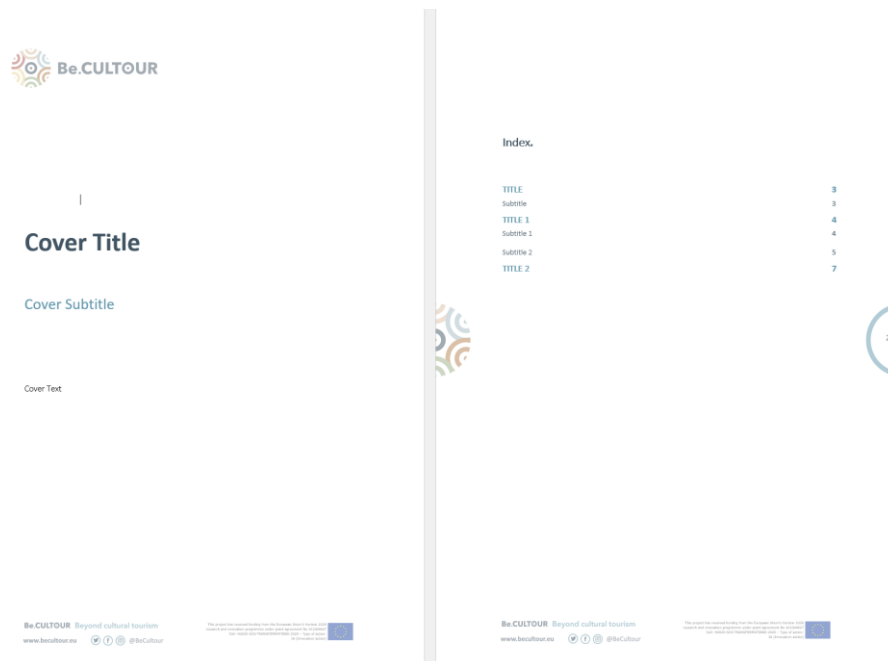 Be.CULTOUR
Cover Title
Cover Subtitle
Cover Text
Be.CULTOUR Beyond cultural tourism
www.becultour.eu @BeCultour
Index.
TITLE 3
Subtitle 3
TITLE 1 4
Subtitle 1 4
Subtitle 2 5
TITLE 2 7
2
Be.CULTOUR Beyond cultural tourism
www.becultour.eu @BeCultour